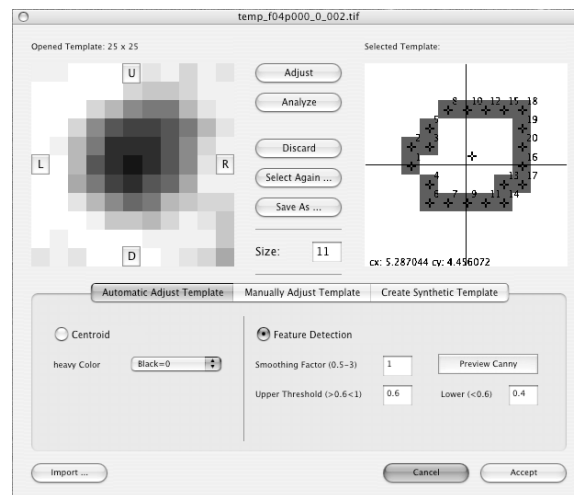 temp_f04p000_0_002.tif
Opened Template: 25 x 25
Selected Template:
U
L
R
D
Adjust
Analyze
Discard
Select Again ...
Save As ...
Size: 11
8 10 12 15 18
5 19
2 3 20
1 16
4 13 17
6 7 9 11 14
cx: 5.287044 cy: 4.456072
Automatic Adjust Template
Manually Adjust Template
Create Synthetic Template
Centroid
heavy Color Black=0
Feature Detection
Smoothing Factor (0.5-3) 1
Preview Canny
Upper Threshold (>0.6<1) 0.6
Lower (<0.6) 0.4
Import ...
Cancel
Accept